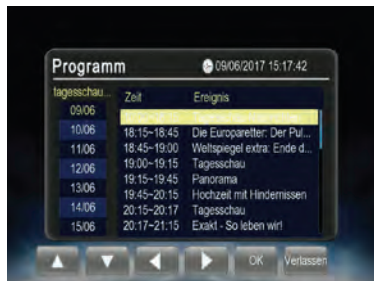 Programm 09/06/2017 15:17:42
tagesschau... Zeit Ereignis
09/06
10/06 18:15~18:45 Die Europaretter: Der Pul...
11/06 18:45~19:00 Weltspiegel extra: Ende d...
12/06 19:00~19:15 Tagesschau
19:15~19:45 Panorama
13/06 19:45~20:15 Hochzeit mit Hindernissen
14/06 20:15~20:17 Tagesschau
15/06 20:17~21:15 Exakt - So leben wir!
OK Verlassen